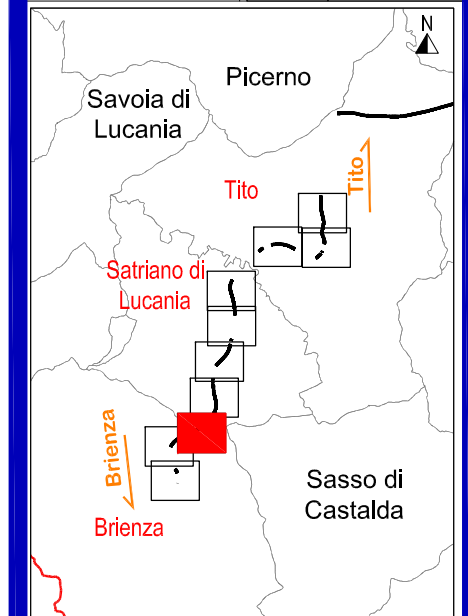 N
Picerno
Savoia di
Lucania
Tito
Tito
Satriano di
Lucania
Brienza
Sasso di
Castalda
Brienza